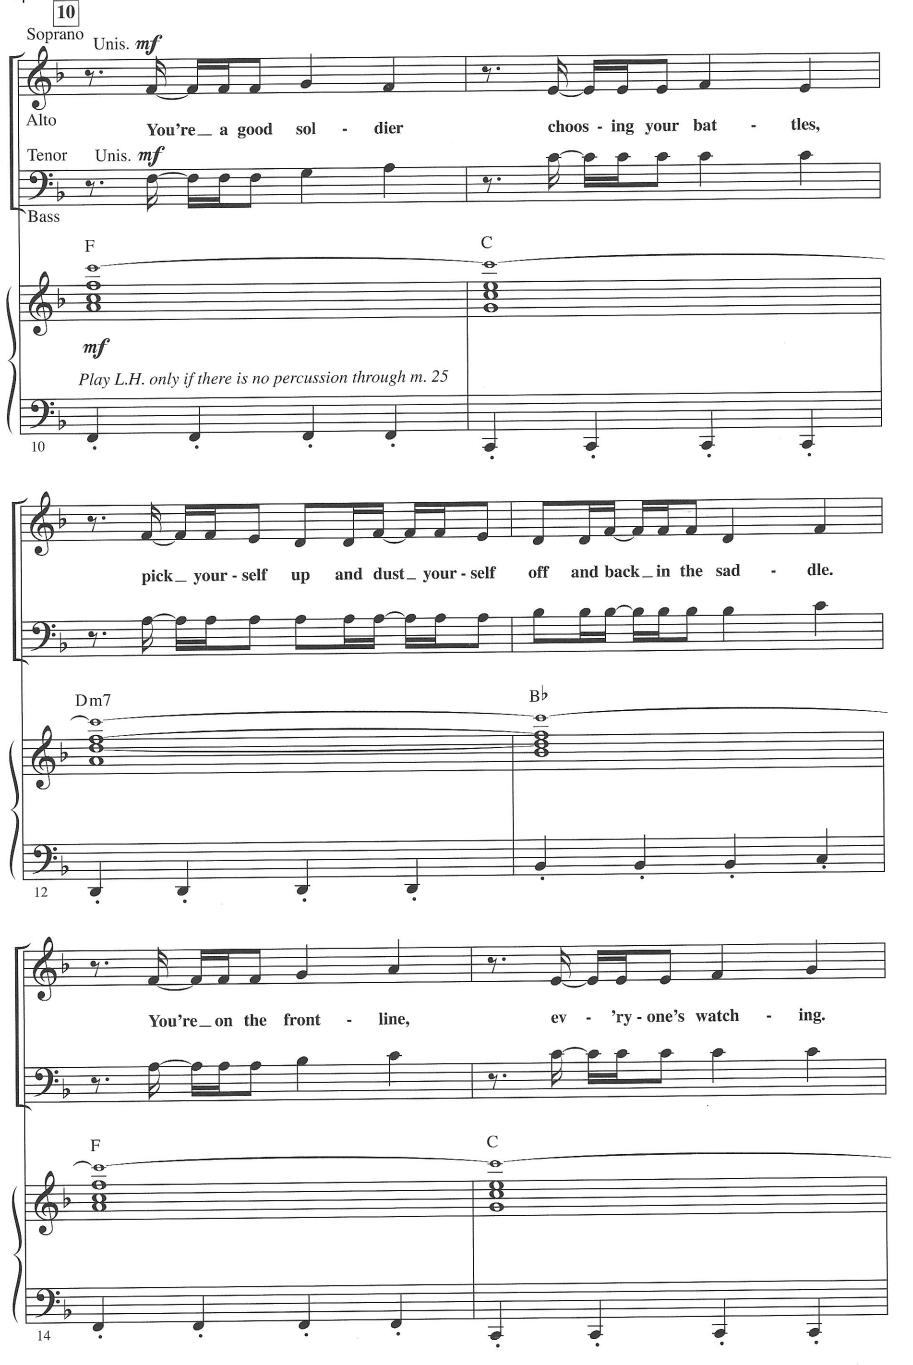 10
Soprano Unis. mf
You're a good sol - dier choos - ing your bat - tles,
Alto
Tenor Unis. mf
Bass
F C
mf
Play L.H. only if there is no percussion through m. 25
10
pick your - self up and dust your - self off and back in the sad - dle.
Dm7 B♭
12
You're on the front - line, ev - 'ry - one's watch - ing.
F C
14